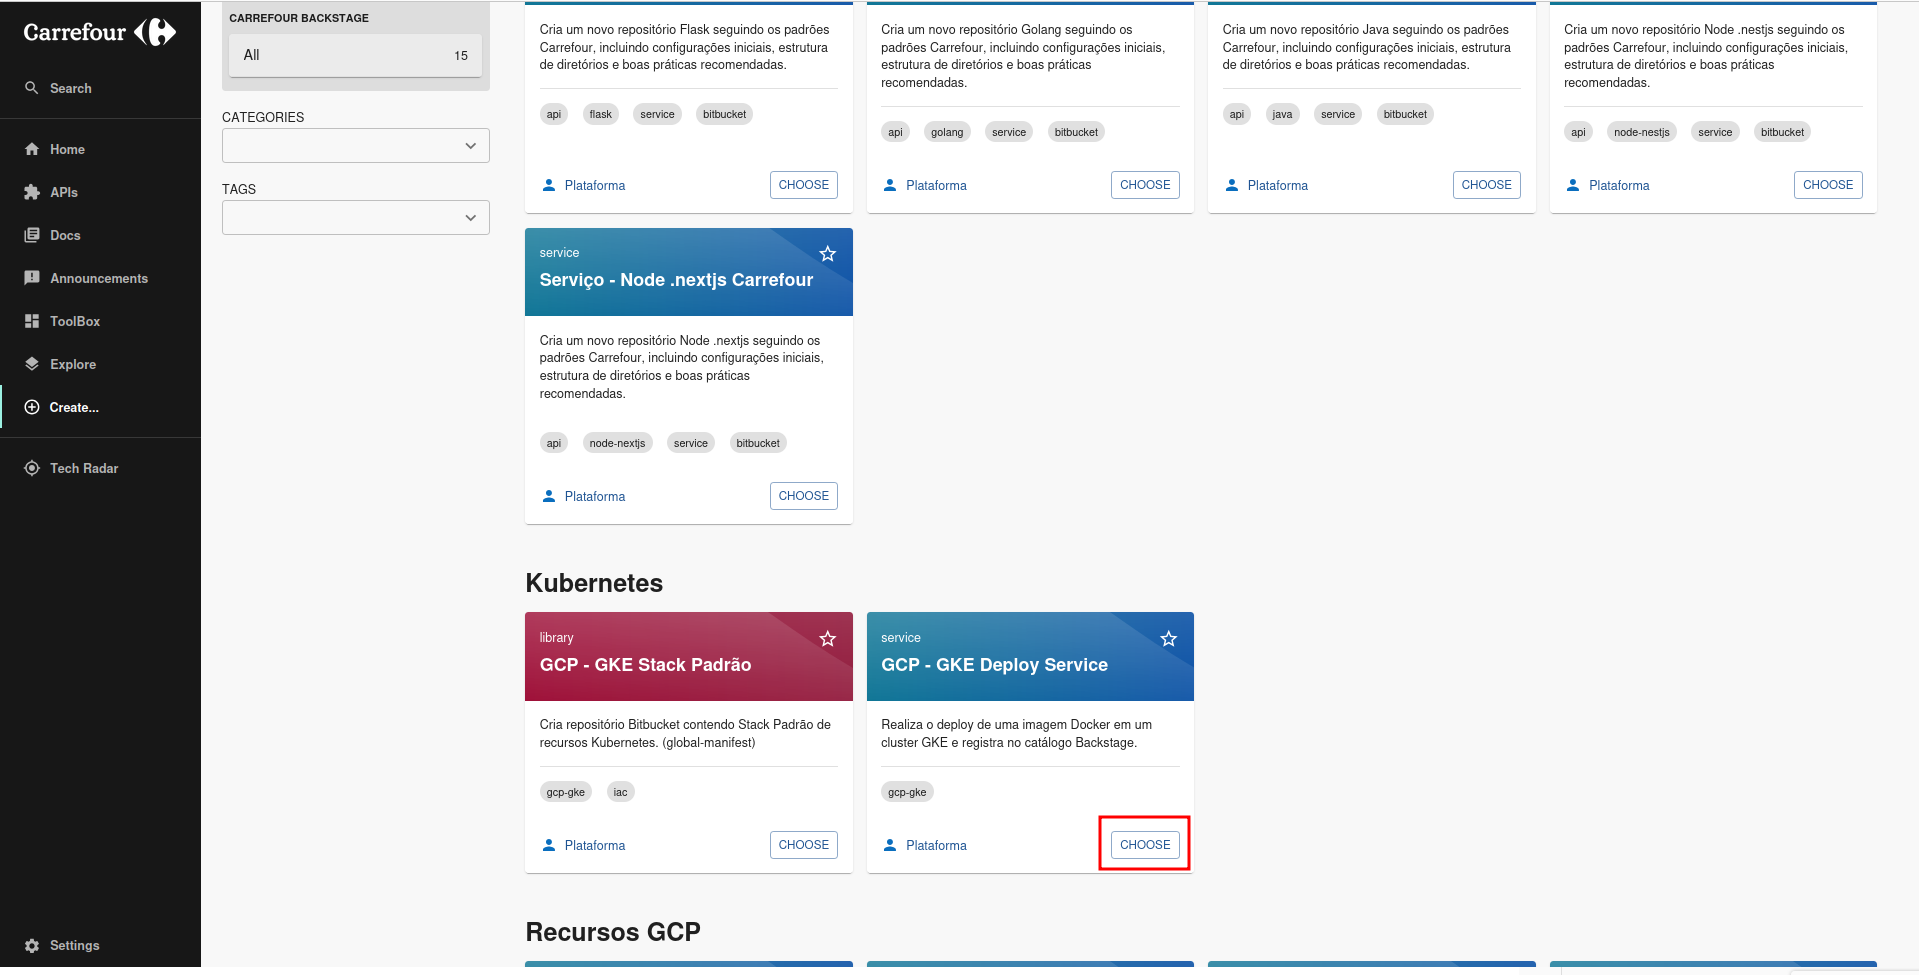 Carrefour
Search
Home
APIs
Docs
Announcements
ToolBox
Explore
Create...
Tech Radar
Settings
CARREFOUR BACKSTAGE
All 15
CATEGORIES
TAGS
Cria um novo repositório Flask seguindo os padrões
Carrefour, incluindo configurações iniciais, estrutura
de diretórios e boas práticas recomendadas.
api flask service bitbucket
Plataforma CHOOSE
Cria um novo repositório Golang seguindo os
padrões Carrefour, incluindo configurações iniciais,
estrutura de diretórios e boas práticas
recomendadas.
api golang service bitbucket
Plataforma CHOOSE
Cria um novo repositório Java seguindo os padrões
Carrefour, incluindo configurações iniciais, estrutura
de diretórios e boas práticas recomendadas.
api java service bitbucket
Plataforma CHOOSE
Cria um novo repositório Node .nestjs seguindo os
padrões Carrefour, incluindo configurações iniciais,
estrutura de diretórios e boas práticas
recomendadas.
api node-nestjs service bitbucket
Plataforma CHOOSE
service
Serviço - Node .nextjs Carrefour
Cria um novo repositório Node .nextjs seguindo os
padrões Carrefour, incluindo configurações iniciais,
estrutura de diretórios e boas práticas
recomendadas.
api node-nextjs service bitbucket
Plataforma CHOOSE
Kubernetes
library
GCP - GKE Stack Padrão
Cria repositório Bitbucket contendo Stack Padrão de
recursos Kubernetes. (global-manifest)
gcp-gke iac
Plataforma CHOOSE
service
GCP - GKE Deploy Service
Realiza o deploy de uma imagem Docker em um
cluster GKE e registra no catálogo Backstage.
gcp-gke
Plataforma CHOOSE
Recursos GCP